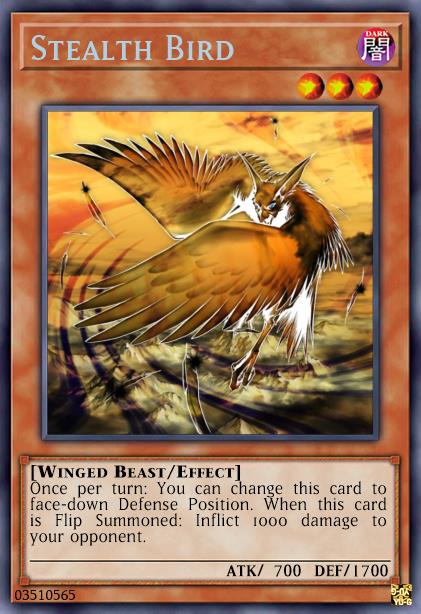 Stealth Bird
DARK
闇
[Winged Beast/Effect]
Once per turn: You can change this card to
face-down Defense Position. When this card
is Flip Summoned: Inflict 1000 damage to
your opponent.
ATK/ 700 DEF/1700
03510565